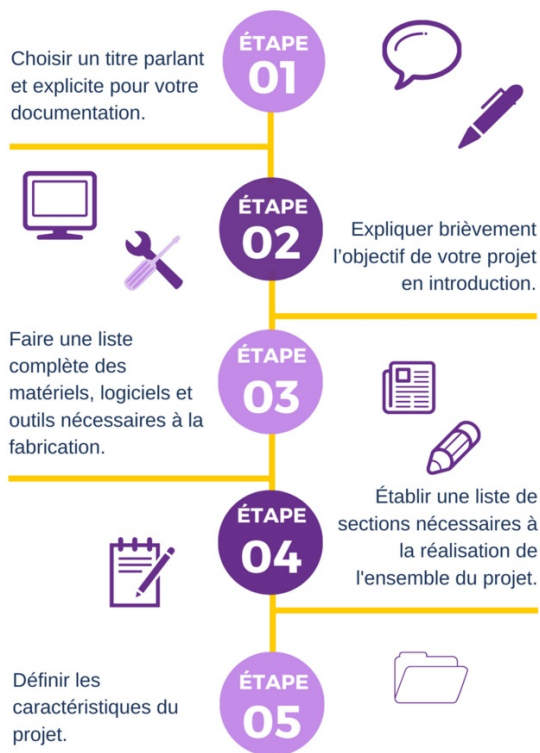 Choisir un titre parlant
et explicite pour votre
documentation.
ÉTAPE
01
ÉTAPE
02
Expliquer brièvement
l'objectif de votre projet
en introduction.
Faire une liste
complète des
matériels, logiciels et
outils nécessaires à la
fabrication.
ÉTAPE
03
ÉTAPE
04
Établir une liste de
sections nécessaires à
la réalisation de
l'ensemble du projet.
Définir les
caractéristiques du
projet.
ÉTAPE
05